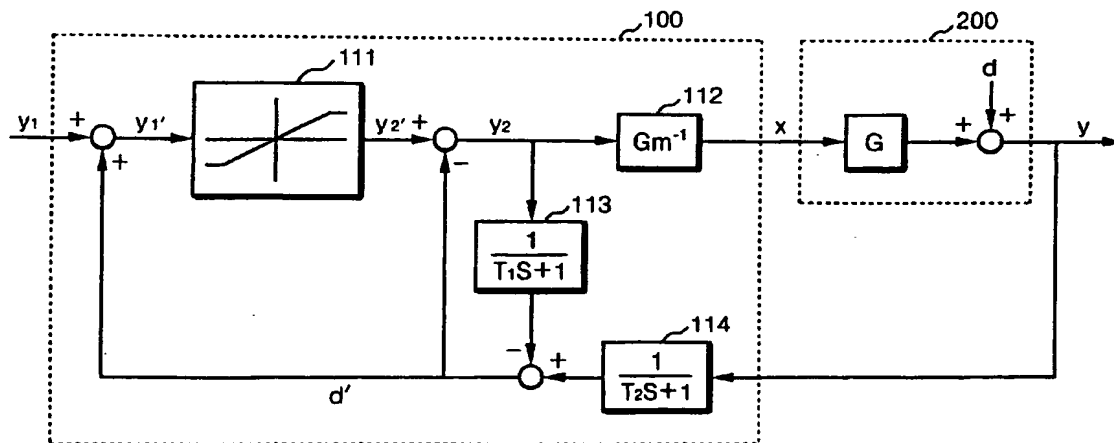 100
200
111
d
y₁ + y₁' y₂' + y₂
112
Gm⁻¹
x
G
+ +
y
+
−
113
1
T₁S+1
114
−
+
1
T₂S+1
d'